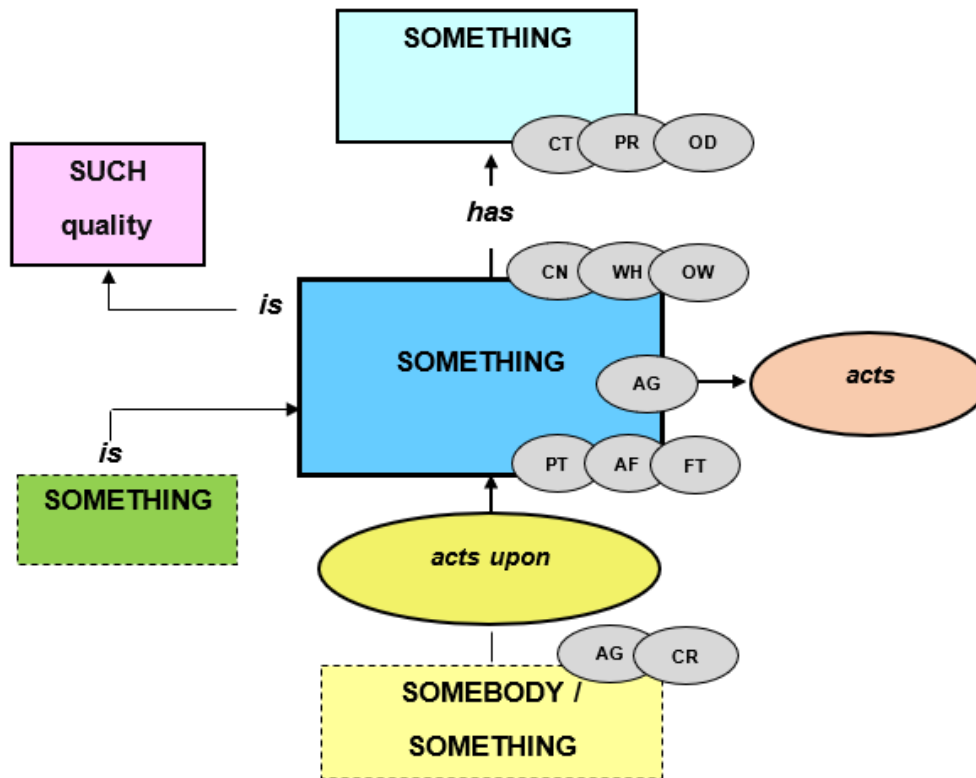 SOMETHING
CT PR OD
SUCH
quality
has
CN WH OW
is
SOMETHING
AG
acts
is
PT AF FT
SOMETHING
acts upon
AG CR
SOMEBODY /
SOMETHING